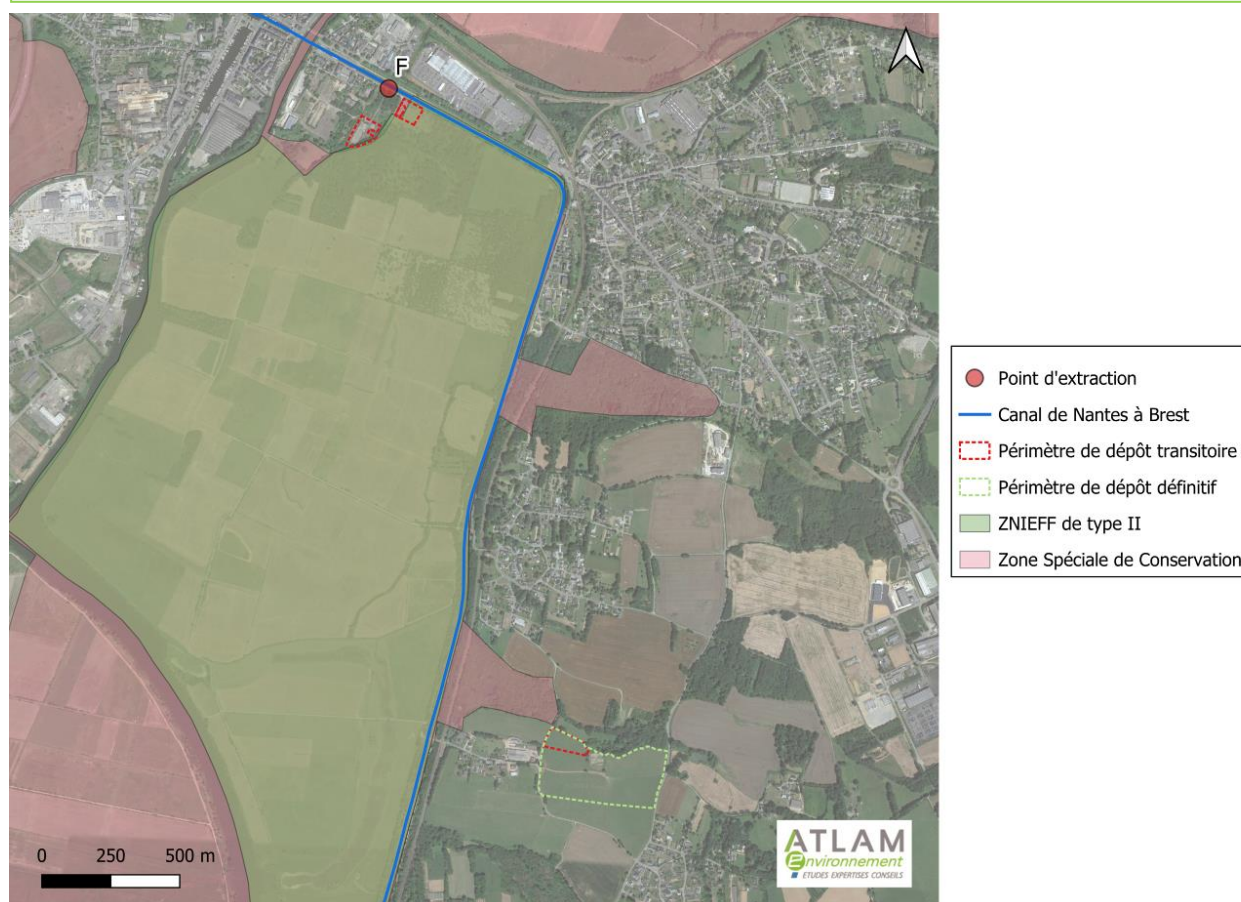 F
Point d'extraction
Canal de Nantes à Brest
Périmètre de dépôt transitoire
Périmètre de dépôt définitif
ZNIEFF de type II
Zone Spéciale de Conservation
0 250 500 m
ATLAM
environnement
ETUDES EXPERTISES CONSEILS